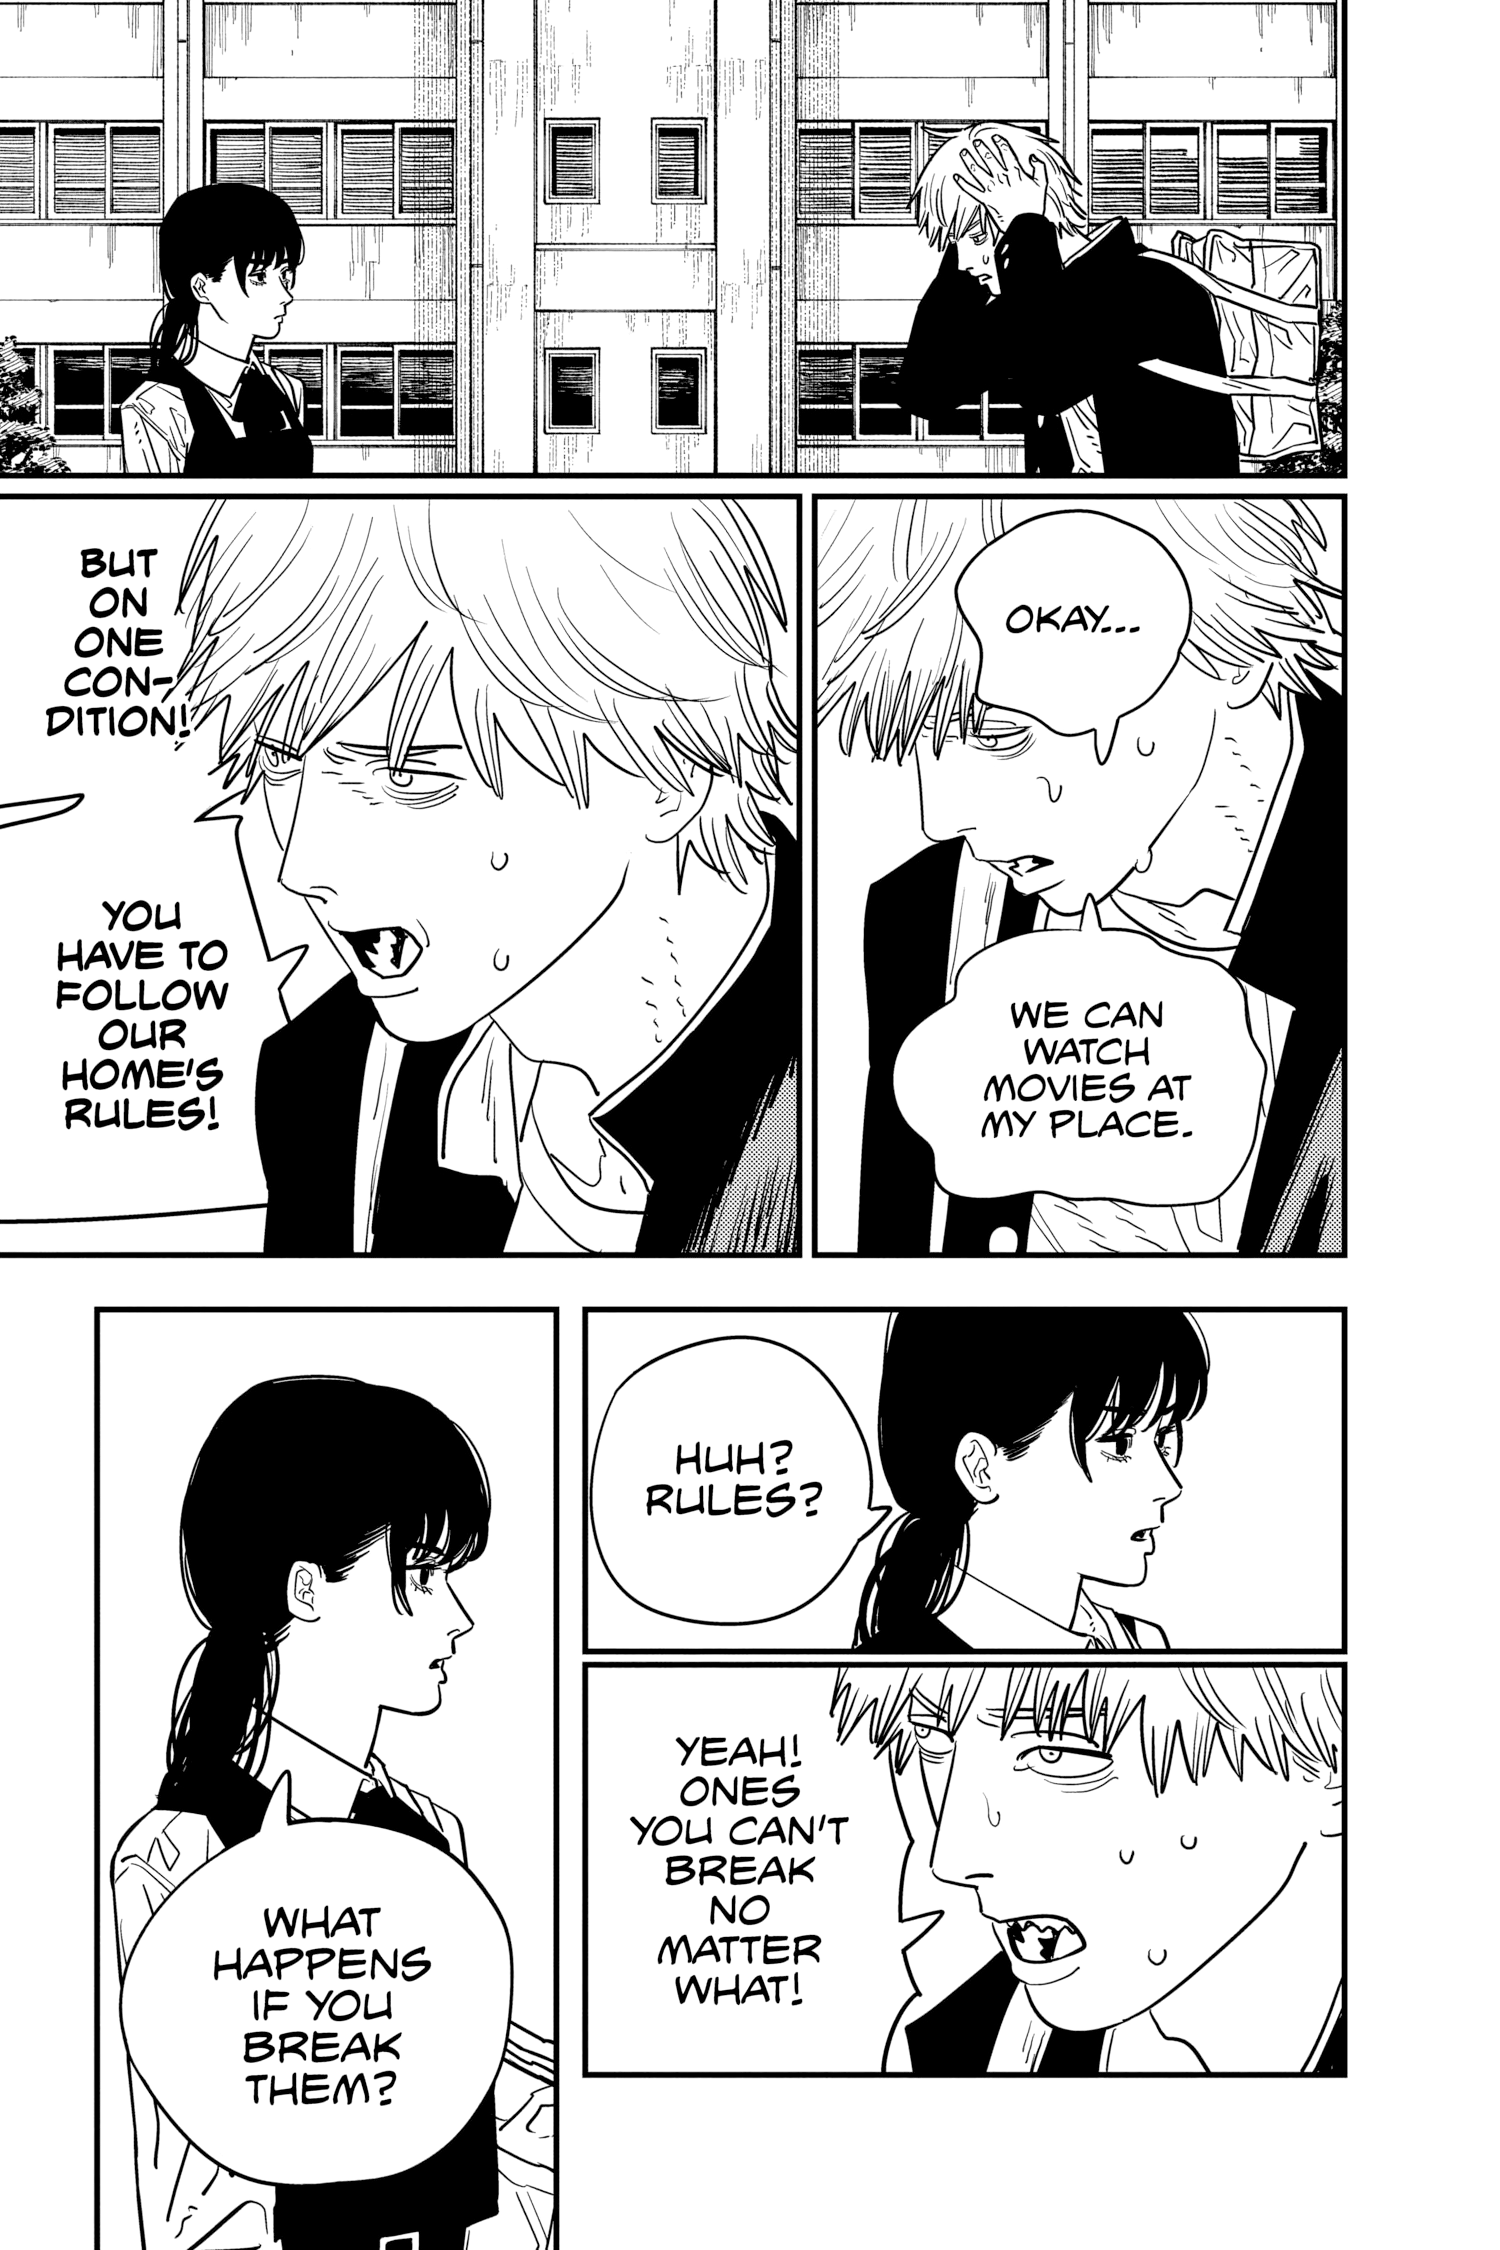 OKAY...
WE CAN
WATCH
MOVIES AT
MY PLACE.
BUT
ON
ONE
CON-
DITION!
YOU
HAVE TO
FOLLOW
OUR
HOME'S
RULES!
HUH?
RULES?
YEAH!
ONES
YOU CAN'T
BREAK
NO
MATTER
WHAT!
WHAT
HAPPENS
IF YOU
BREAK
THEM?